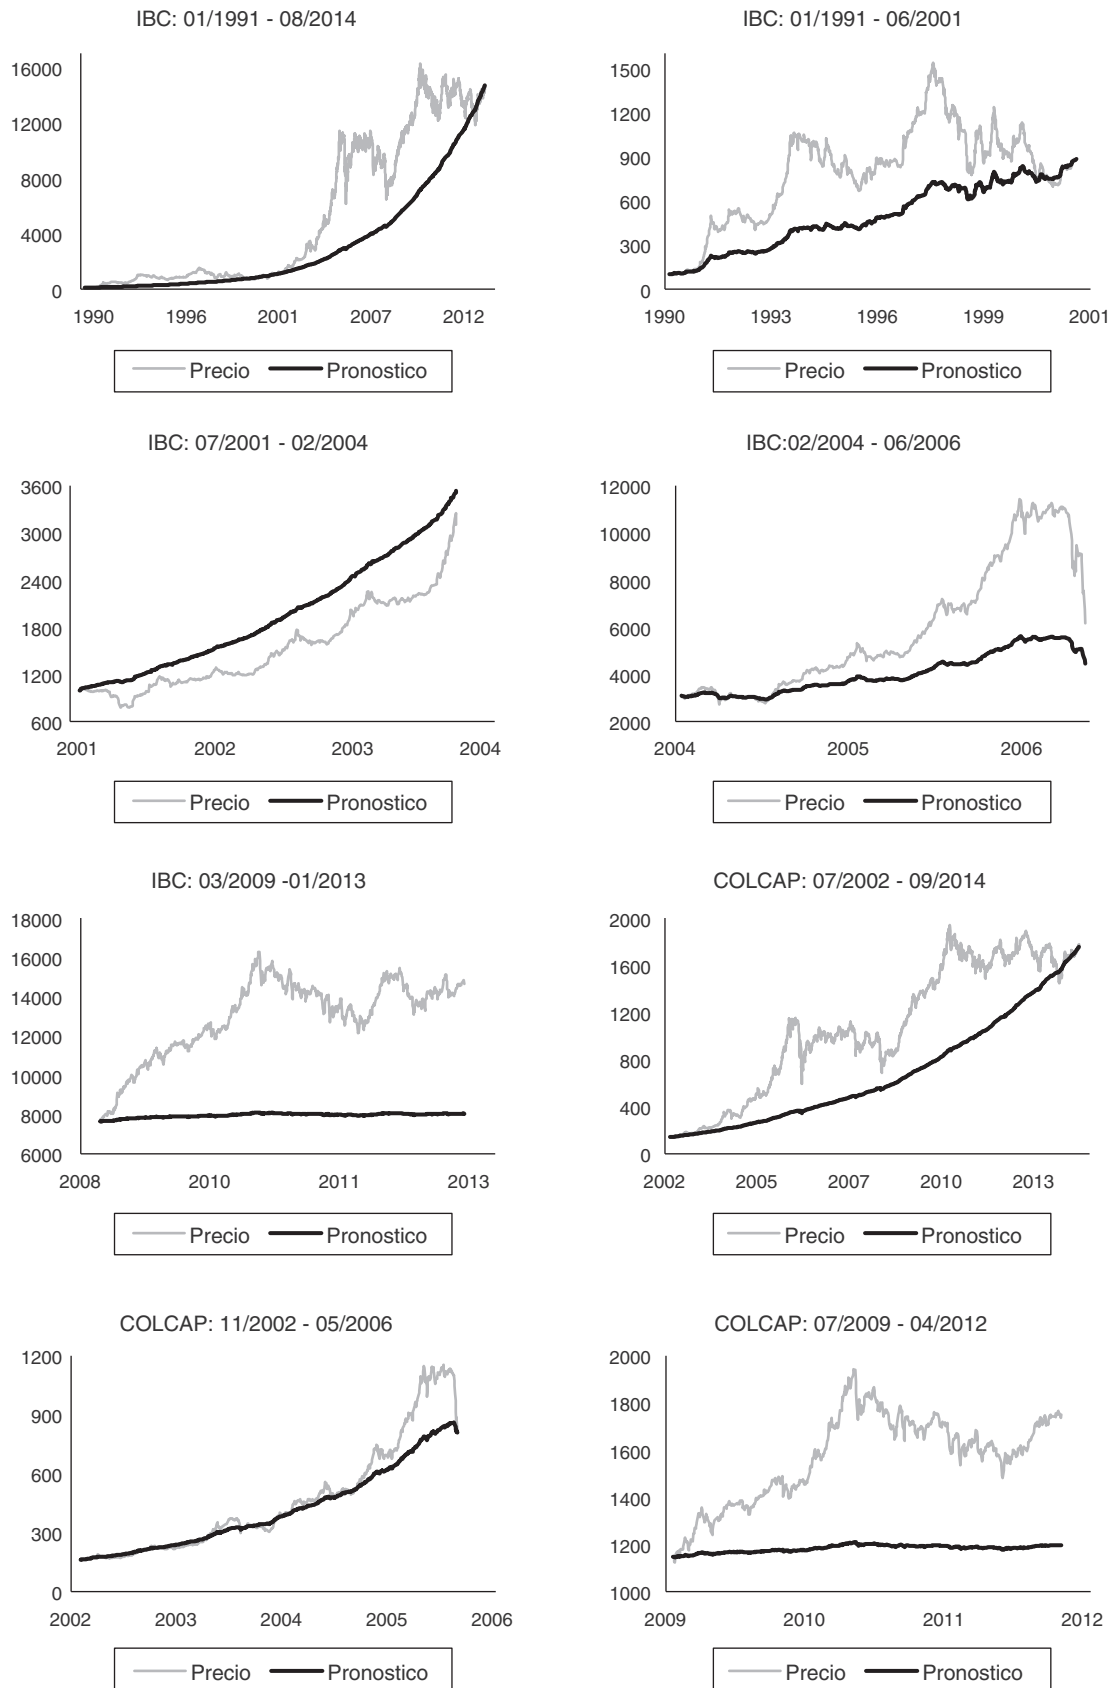 IBC: 01/1991 - 08/2014
16000
12000
8000
4000
0
1990 1996 2001 2007 2012
Precio Pronostico
IBC: 01/1991 - 06/2001
1500
1200
900
600
300
0
1990 1993 1996 1999 2001
Precio Pronostico
IBC: 07/2001 - 02/2004
3600
3000
2400
1800
1200
600
2001 2002 2003 2004
Precio Pronostico
IBC:02/2004 - 06/2006
12000
10000
8000
6000
4000
2000
2004 2005 2006
Precio Pronostico
IBC: 03/2009 -01/2013
18000
16000
14000
12000
10000
8000
6000
2008 2010 2011 2013
Precio Pronostico
COLCAP: 07/2002 - 09/2014
2000
1600
1200
800
400
0
2002 2005 2007 2010 2013
Precio Pronostico
COLCAP: 11/2002 - 05/2006
1200
900
600
300
0
2002 2003 2004 2005 2006
Precio Pronostico
COLCAP: 07/2009 - 04/2012
2000
1800
1600
1400
1200
1000
2009 2010 2011 2012
Precio Pronostico